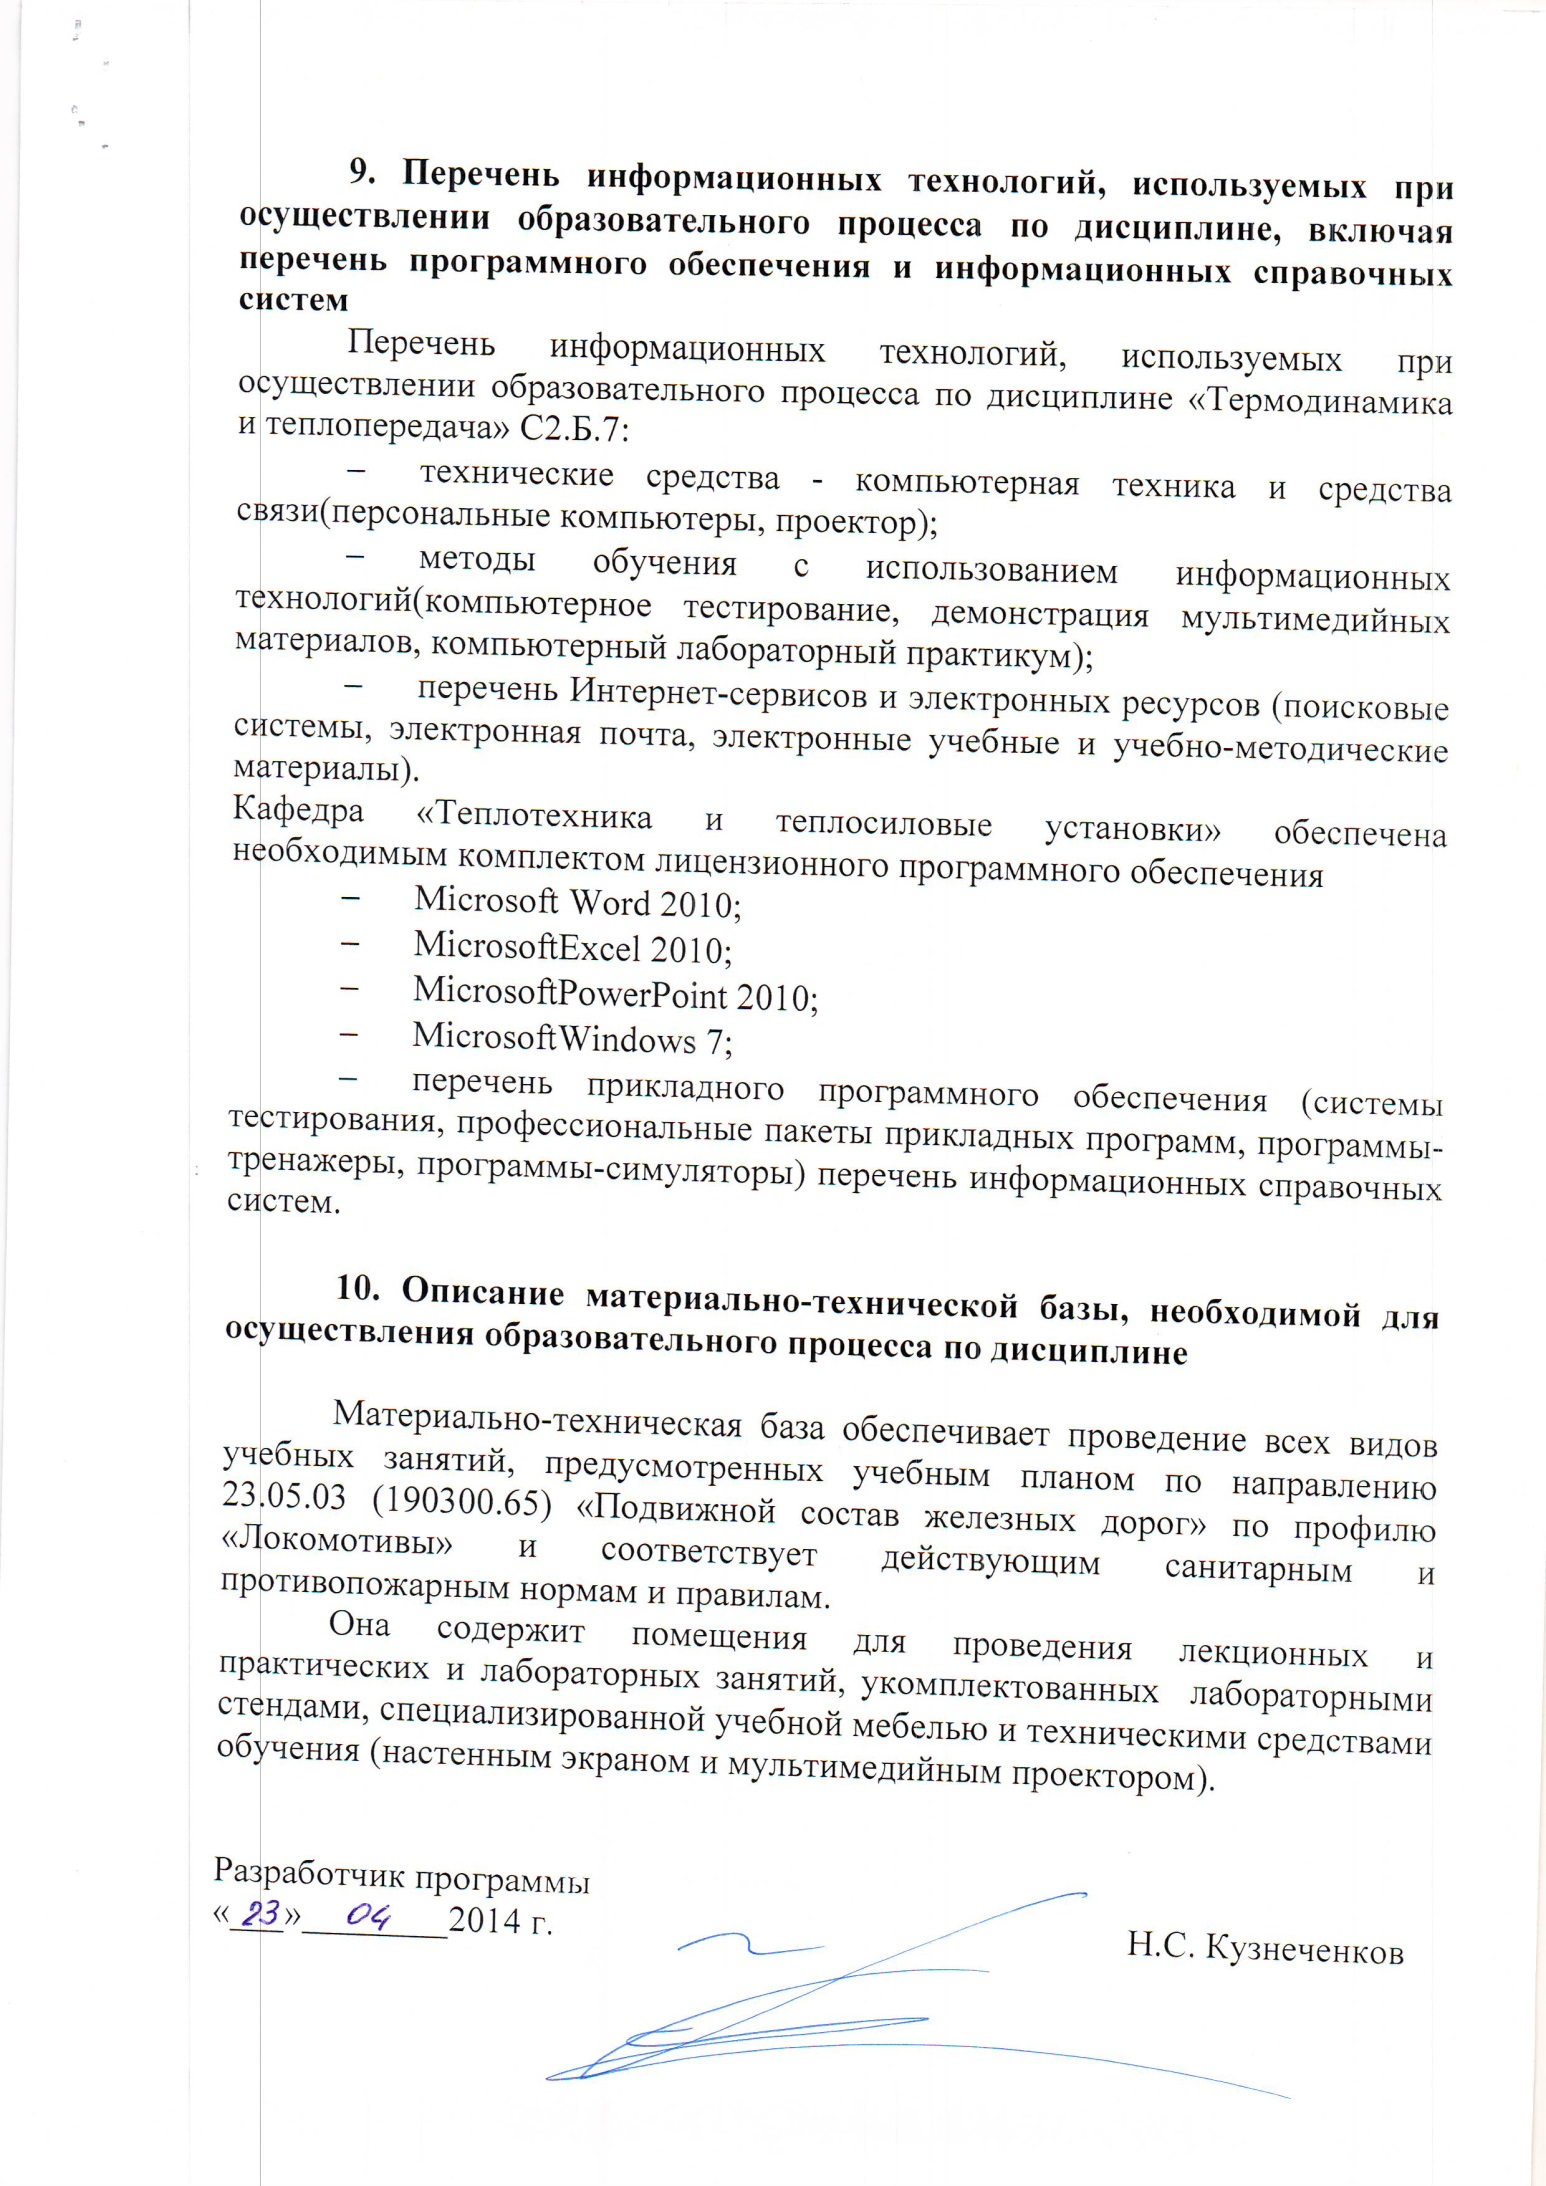 9. Перечень информационных технологий, используемых при
осуществлении образовательного процесса по дисциплине, включая
перечень программного обеспечения и информационных справочных
систем
Перечень информационных технологий, используемых при
осуществлении образовательного процесса по дисциплине «Термодинамика
и теплопередача» С2.Б.7:
– технические средства - компьютерная техника и средства
связи(персональные компьютеры, проектор);
– методы обучения с использованием информационных
технологий(компьютерное тестирование, демонстрация мультимедийных
материалов, компьютерный лабораторный практикум);
– перечень Интернет-сервисов и электронных ресурсов (поисковые
системы, электронная почта, электронные учебные и учебно-методические
материалы).
Кафедра «Теплотехника и теплосиловые установки» обеспечена
необходимым комплектом лицензионного программного обеспечения
– Microsoft Word 2010;
– MicrosoftExcel 2010;
– MicrosoftPowerPoint 2010;
– MicrosoftWindows 7;
– перечень прикладного программного обеспечения (системы
тестирования, профессиональные пакеты прикладных программ, программы-
тренажеры, программы-симуляторы) перечень информационных справочных
систем.
10. Описание материально-технической базы, необходимой для
осуществления образовательного процесса по дисциплине
Материально-техническая база обеспечивает проведение всех видов
учебных занятий, предусмотренных учебным планом по направлению
23.05.03 (190300.65) «Подвижной состав железных дорог» по профилю
«Локомотивы» и соответствует действующим санитарным и
противопожарным нормам и правилам.
Она содержит помещения для проведения лекционных и
практических и лабораторных занятий, укомплектованных лабораторными
стендами, специализированной учебной мебелью и техническими средствами
обучения (настенным экраном и мультимедийным проектором).
Разработчик программы
«23» 04 2014 г.
Н.С. Кузнеченков